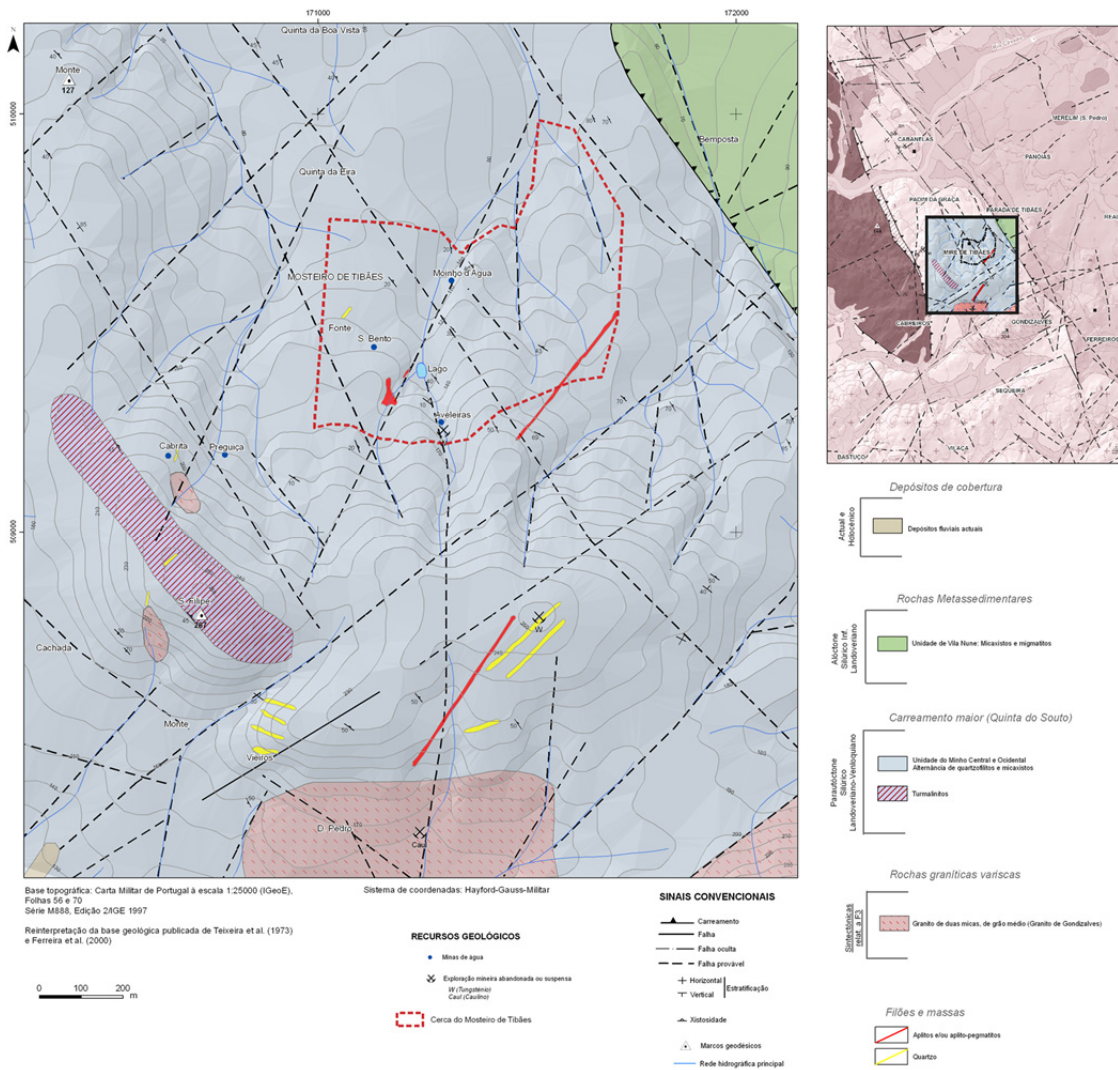 171000
172000
Quinta da Boa Vista
Monte
127
510000
Bemposta
Quinta da Eira
MOSTEIRO DE TIBÃES
Moinho d'Água
Fonte
S. Bento
Lago
Aveleiras
Cabrita
Preguiça
509000
S. Filipe
287
W
Cachada
Monte
Vieiros
D. Pedro
Caul
MERELIM (S. Pedro)
CABANELAS
PANOIAS
PADIM DA GRAÇA
PARADA DE TIBÃES
REAL
MIRE DE TIBÃES
CABREIROS
GONDIZALVES
FERREIROS
SEQUEIRA
VILAÇA
BASTUÇO
Depósitos de cobertura
Actual e
Holocénico
Depósitos fluviais actuais
Rochas Metassedimentares
Alóctone
Silúrico Inf.
Landoveriano
Unidade de Vila Nune: Micaxistos e migmatitos
Carreamento maior (Quinta do Souto)
Parautóctone
Silúrico
Landoveriano-Venloquiano
Unidade do Minho Central e Ocidental
Alternância de quartzofilitos e micaxistos
Turmalinitos
Rochas graníticas variscas
Sintectónicas
relat. a F3
Granito de duas micas, de grão médio (Granito de Gondizalves)
Filões e massas
Aplitos e/ou aplito-pegmatitos
Quartzo
Base topográfica: Carta Militar de Portugal à escala 1:25000 (IGeoE),
Folhas 56 e 70
Série M888, Edição 2/IGE 1997
Reinterpretação da base geológica publicada de Teixeira et al. (1973)
e Ferreira et al. (2000)
0 100 200
m
Sistema de coordenadas: Hayford-Gauss-Militar
RECURSOS GEOLÓGICOS
Minas de água
Exploração mineira abandonada ou suspensa
W (Tungsténio)
Caul (Caulino)
Cerca do Mosteiro de Tibães
SINAIS CONVENCIONAIS
Carreamento
Falha
Falha oculta
Falha provável
Horizontal
Vertical
Estratificação
Xistosidade
Marcos geodésicos
Rede hidrográfica principal